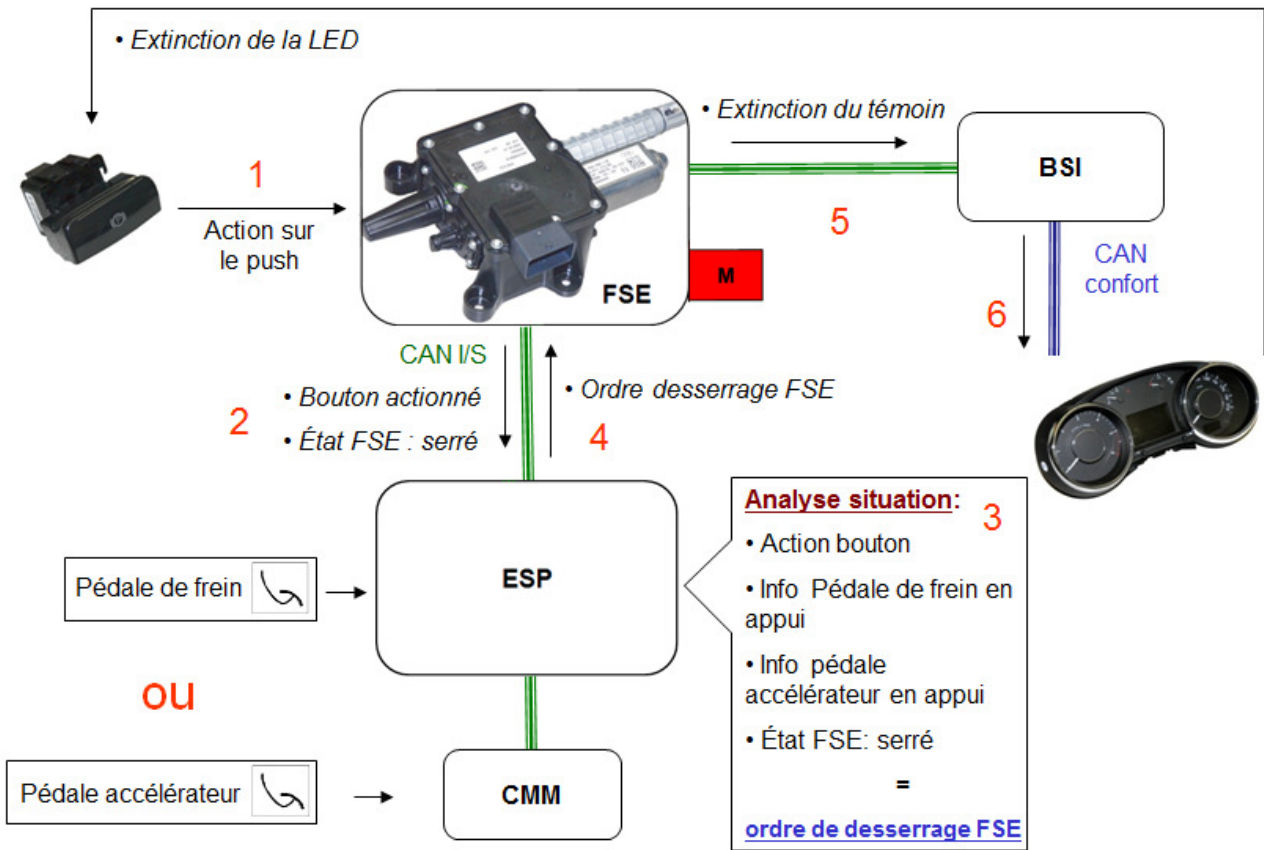 • Extinction de la LED
1
Action sur
le push
FSE
M
• Extinction du témoin
5
BSI
CAN
confort
6
CAN I/S
2
• Bouton actionné
• État FSE : serré
• Ordre desserrage FSE
4
ESP
Pédale de frein
ou
Pédale accélérateur
CMM
Analyse situation:
3
• Action bouton
• Info Pédale de frein en
appui
• Info pédale
accélérateur en appui
• État FSE: serré
=
ordre de desserrage FSE